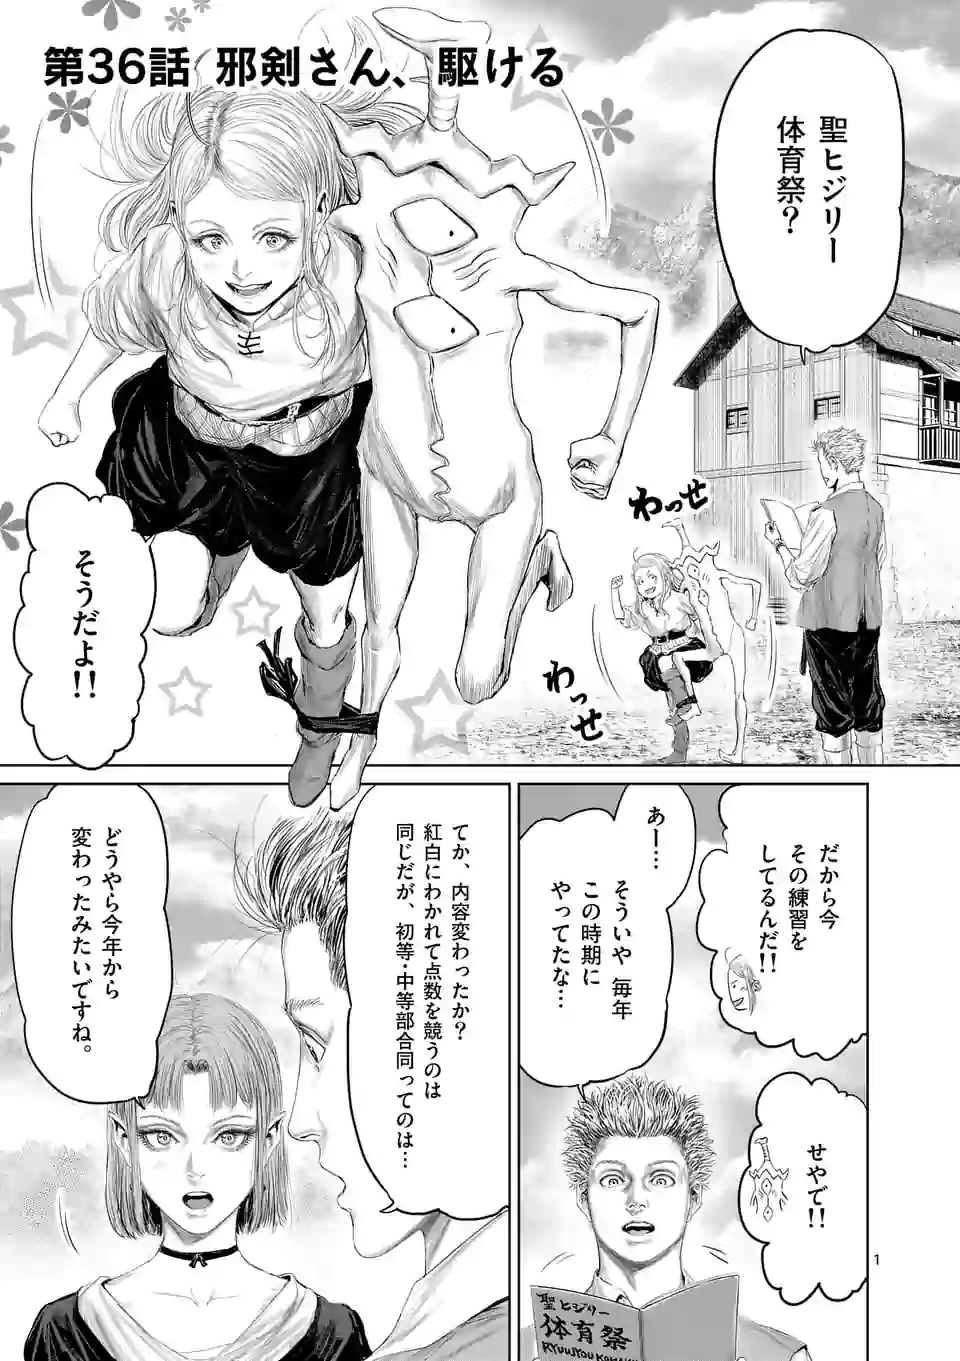 第36話 邪剣さん、駆ける
聖ヒジリー
体育祭?
わっせ
わっせ
そうだよ!!
だから今
その練習を
してるんだ!!
せやで!!
あー…
そういや 毎年
この時期に
やってたな…
聖ヒジリー
体育祭
てか、内容変わったか?
紅白にわかれて点数を競うのは
同じだが、初等・中等部合同ってのは…
どうやら今年から
変わったみたいですね。
1